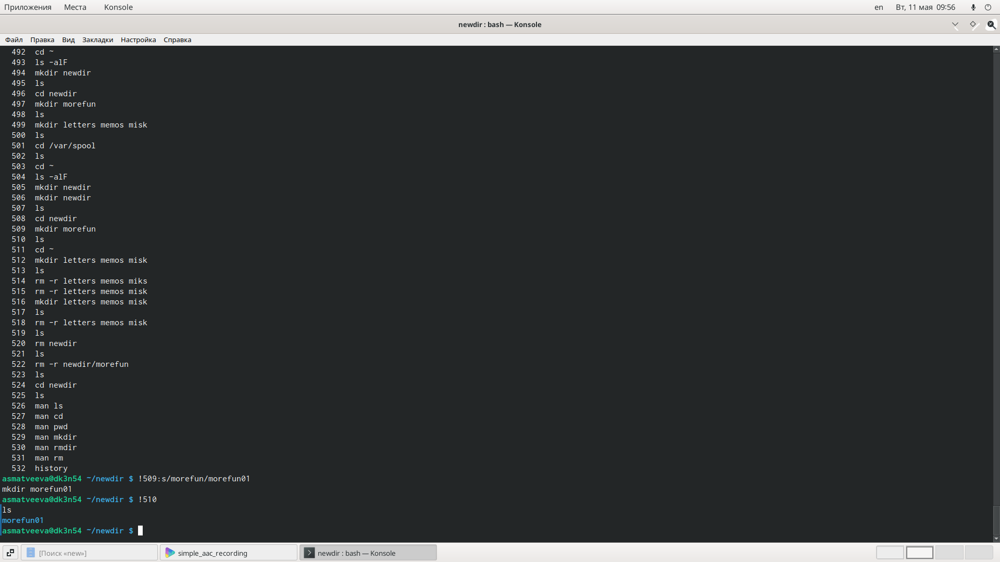 Приложения Места Konsole en Вт, 11 мая 09:56
newdir : bash — Konsole
Файл Правка Вид Закладки Настройка Справка
492 cd ~
493 ls -alF
494 mkdir newdir
495 ls
496 cd newdir
497 mkdir morefun
498 ls
499 mkdir letters memos misk
500 ls
501 cd /var/spool
502 ls
503 cd ~
504 ls -alF
505 mkdir newdir
506 mkdir newdir
507 ls
508 cd newdir
509 mkdir morefun
510 ls
511 cd ~
512 mkdir letters memos misk
513 ls
514 rm -r letters memos miks
515 rm -r letters memos misk
516 mkdir letters memos misk
517 ls
518 rm -r letters memos misk
519 ls
520 rm newdir
521 ls
522 rm -r newdir/morefun
523 ls
524 cd newdir
525 ls
526 man ls
527 man cd
528 man pwd
529 man mkdir
530 man rmdir
531 man rm
532 history
asmatveeva@dk3n54 ~/newdir $ !509:s/morefun/morefun01
mkdir morefun01
asmatveeva@dk3n54 ~/newdir $ !510
ls
morefun01
asmatveeva@dk3n54 ~/newdir $
[Поиск «new»] simple_aac_recording newdir : bash — Konsole